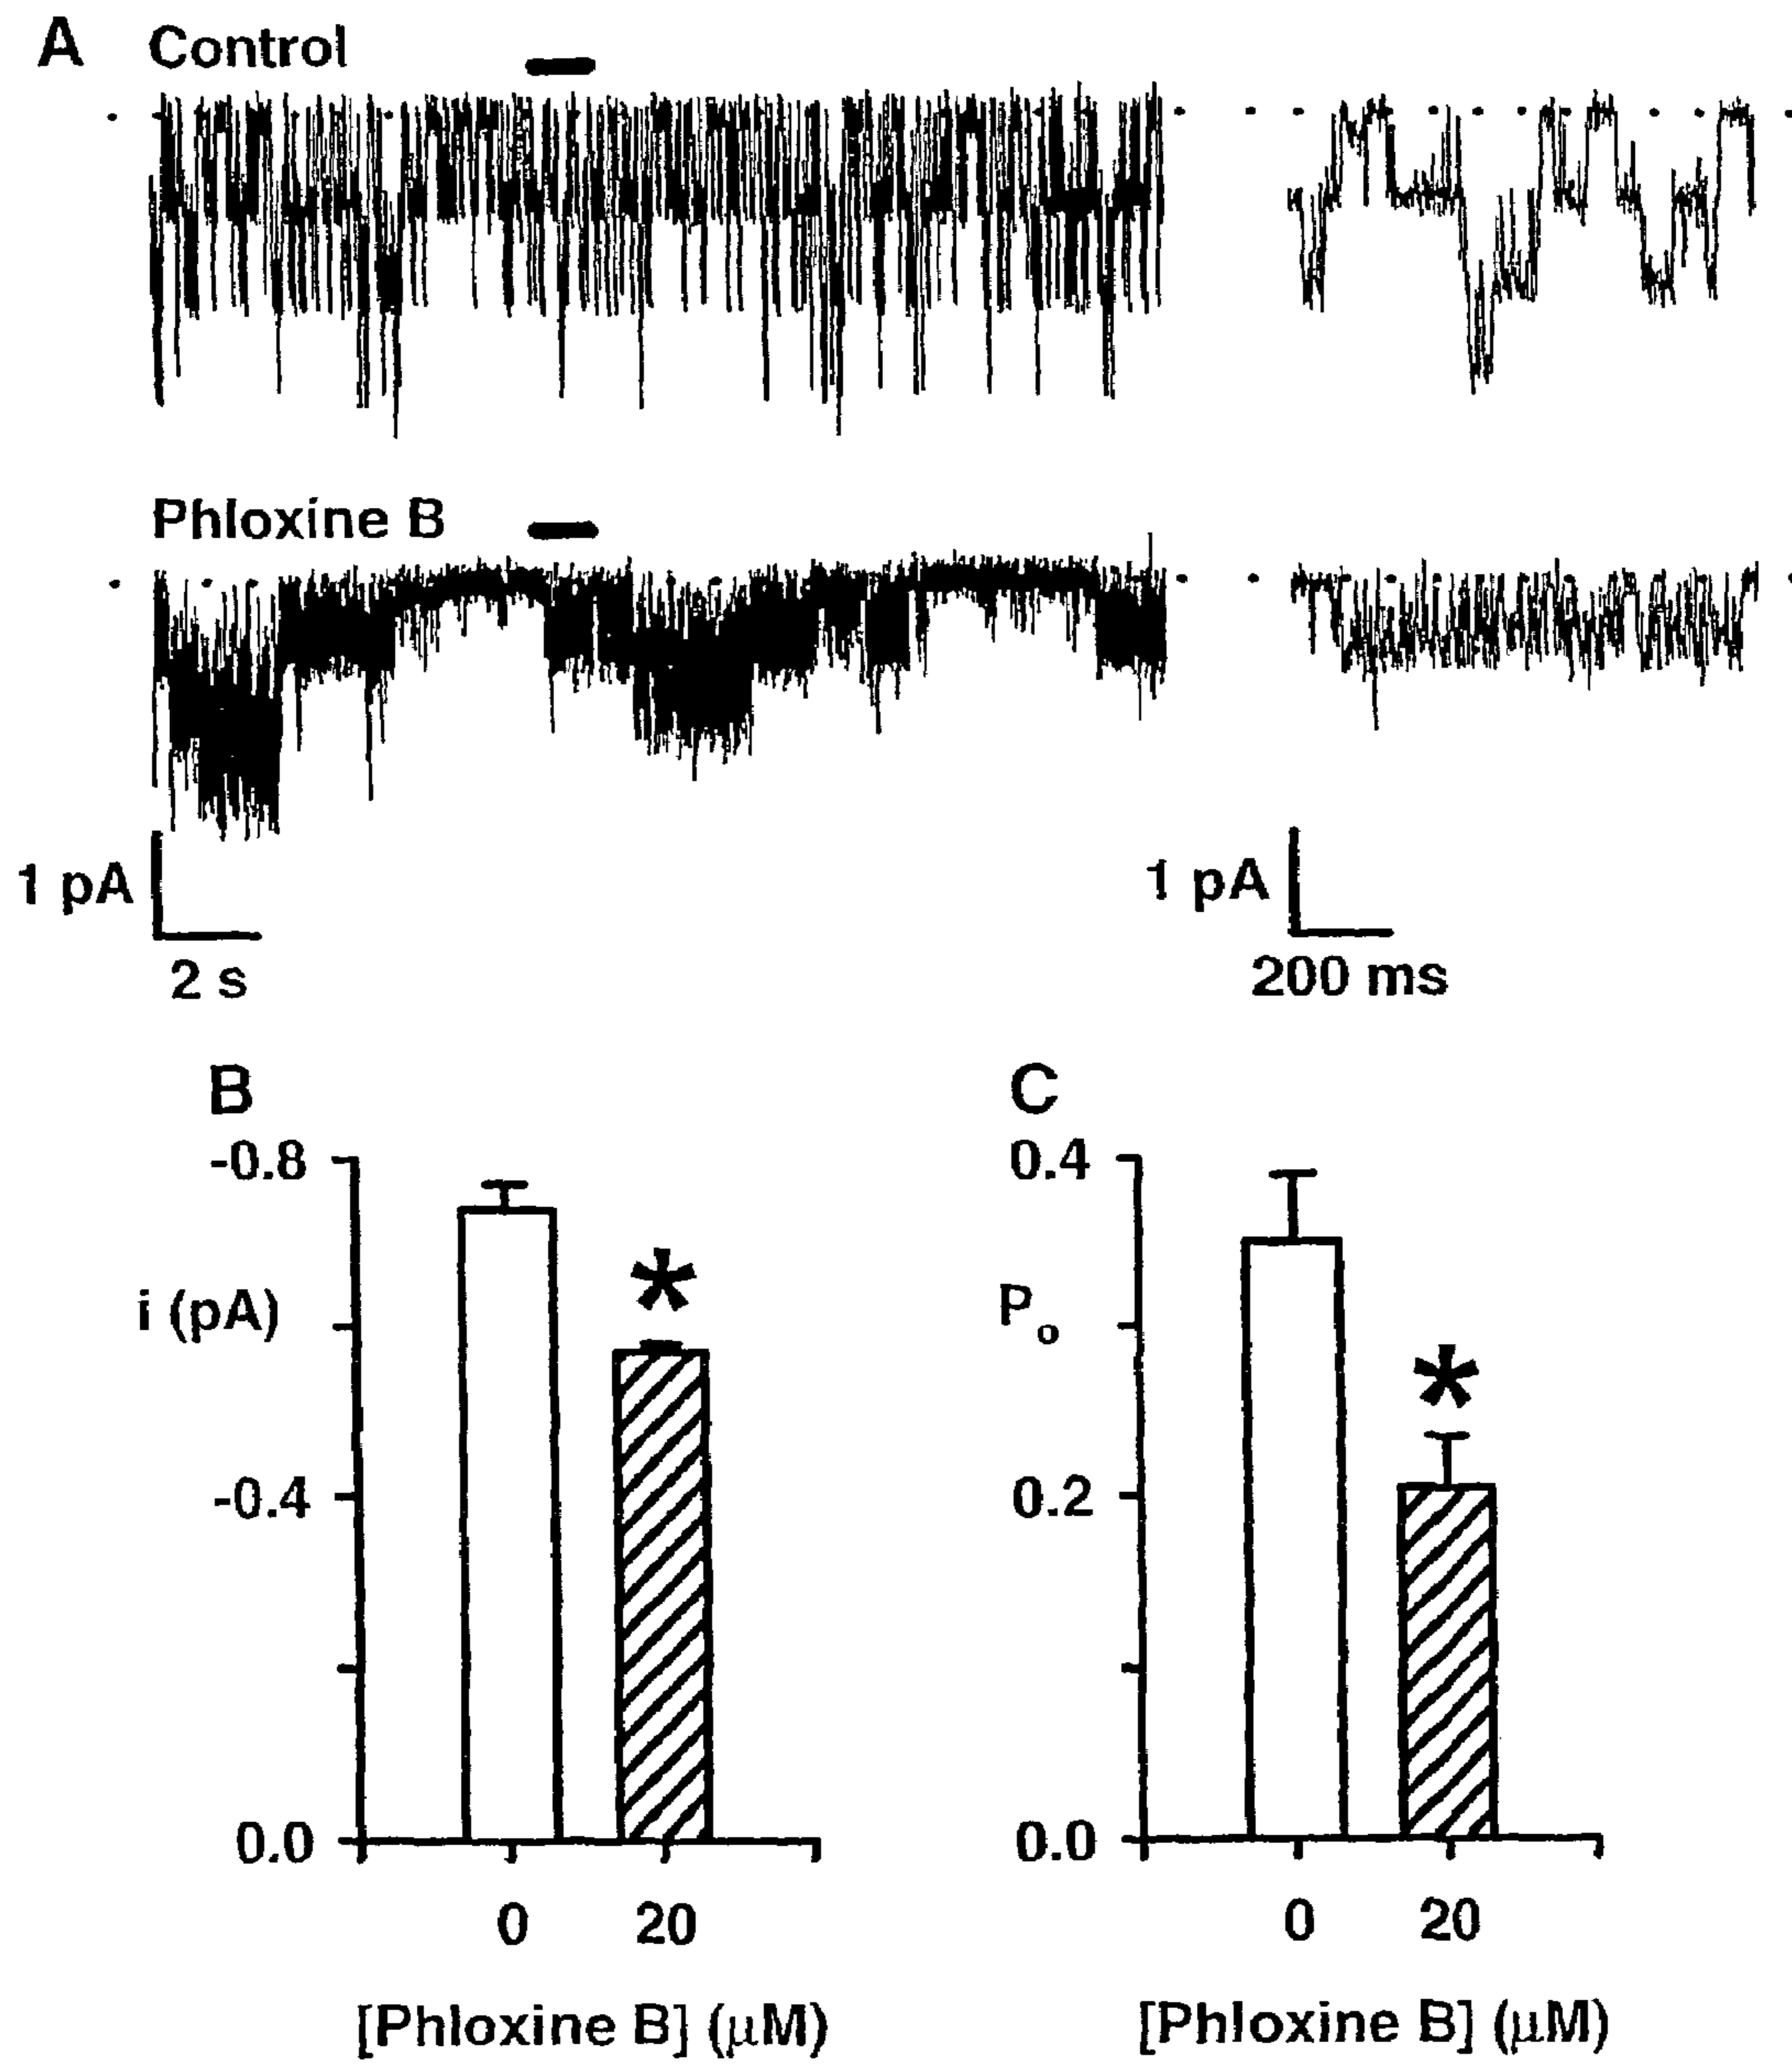 A Control
Phloxine B
1 pA
2 s
1 pA
200 ms
B
-0.8
i (pA)
-0.4
0.0
0 20
[Phloxine B] (μM)
C
0.4
Po
*
0.2
0.0
0 20
[Phloxine B] (μM)
*